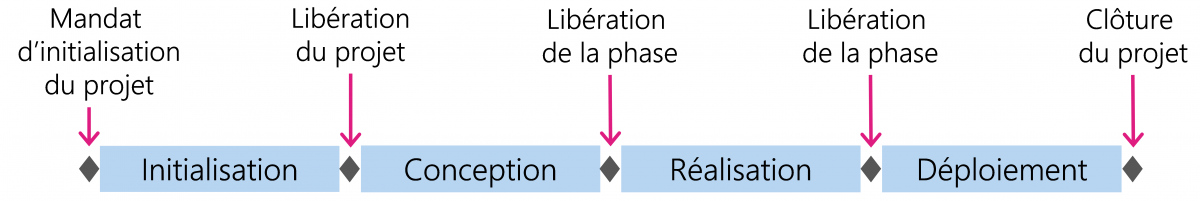 Mandat
d’initialisation
du projet
Libération
du projet
Libération
de la phase
Libération
de la phase
Clôture
du projet
Initialisation
Conception
Réalisation
Déploiement